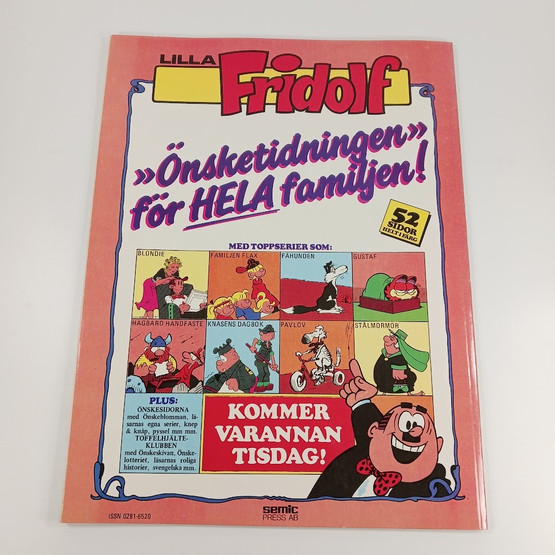 LILLA
Fridolf
»Önsketidningen»
för HELA familjen!
52
SIDOR
HELT I FÄRG
MED TOPPSERIER SOM:
BLONDIE FAMILJEN FLAX FÅHUNDEN GUSTAF
HAGBARD HANDFASTE KNASENS DAGBOK PAVLOV STÅLMORMOR
PLUS:
ÖNSKESIDORNA
med Önskeblomman, lä-
sarnas egna serier, knep
& knåp, pyssel mm mm.
TOFFELHJÄLTE-
KLUBBEN
med Önskeskivan, Önske-
lotteriet, läsarnas roliga
historier, svengelska mm.
KOMMER
VARANNAN
TISDAG!
ISSN 0281-6520
semic
PRESS AB